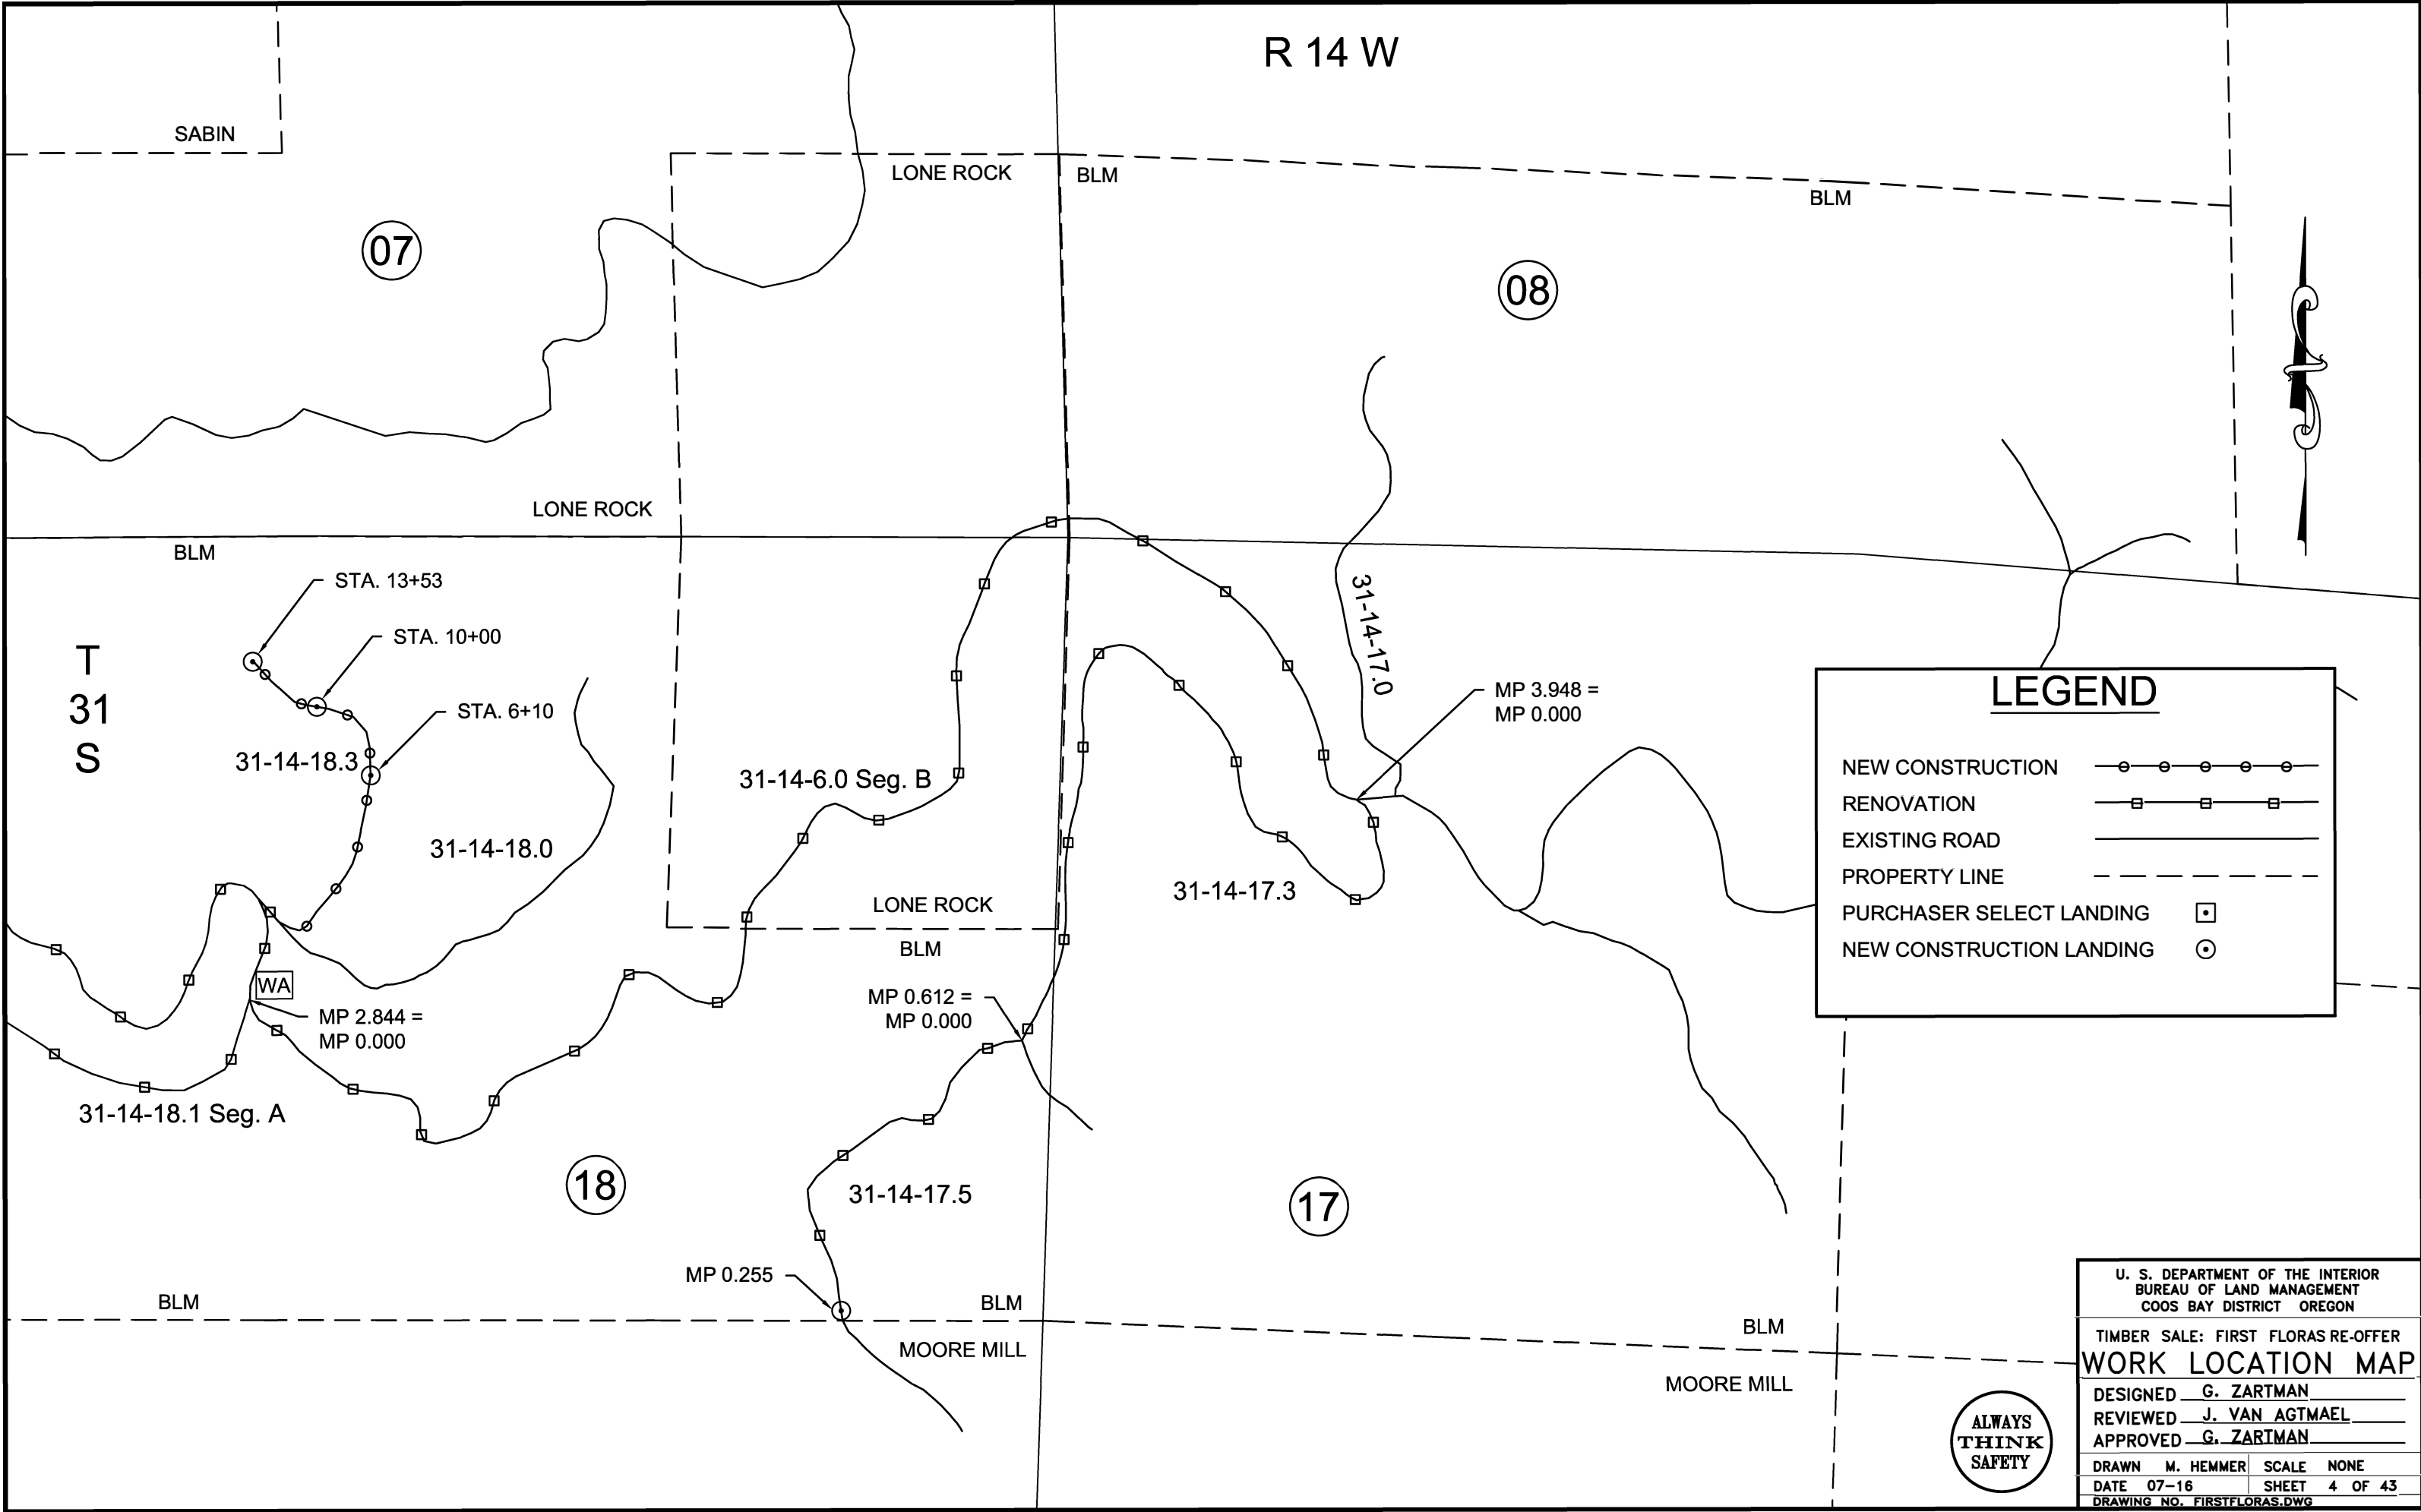 R 14 W
SABIN
LONE ROCK
BLM
BLM
07
08
LONE ROCK
BLM
STA. 13+53
STA. 10+00
STA. 6+10
T
31
S
31-14-18.3
31-14-18.0
31-14-6.0 Seg. B
31-14-17.0
MP 3.948 =
MP 0.000
31-14-17.3
LONE ROCK
BLM
WA
MP 2.844 =
MP 0.000
MP 0.612 =
MP 0.000
31-14-18.1 Seg. A
18
31-14-17.5
17
MP 0.255
BLM
BLM
BLM
MOORE MILL
MOORE MILL
LEGEND
NEW CONSTRUCTION
RENOVATION
EXISTING ROAD
PROPERTY LINE
PURCHASER SELECT LANDING
NEW CONSTRUCTION LANDING
ALWAYS
THINK
SAFETY
U. S. DEPARTMENT OF THE INTERIOR
BUREAU OF LAND MANAGEMENT
COOS BAY DISTRICT OREGON
TIMBER SALE: FIRST FLORAS RE-OFFER
WORK LOCATION MAP
DESIGNED G. ZARTMAN
REVIEWED J. VAN AGTMAEL
APPROVED G. ZARTMAN
DRAWN M. HEMMER SCALE NONE
DATE 07-16 SHEET 4 OF 43
DRAWING NO. FIRSTFLORAS.DWG